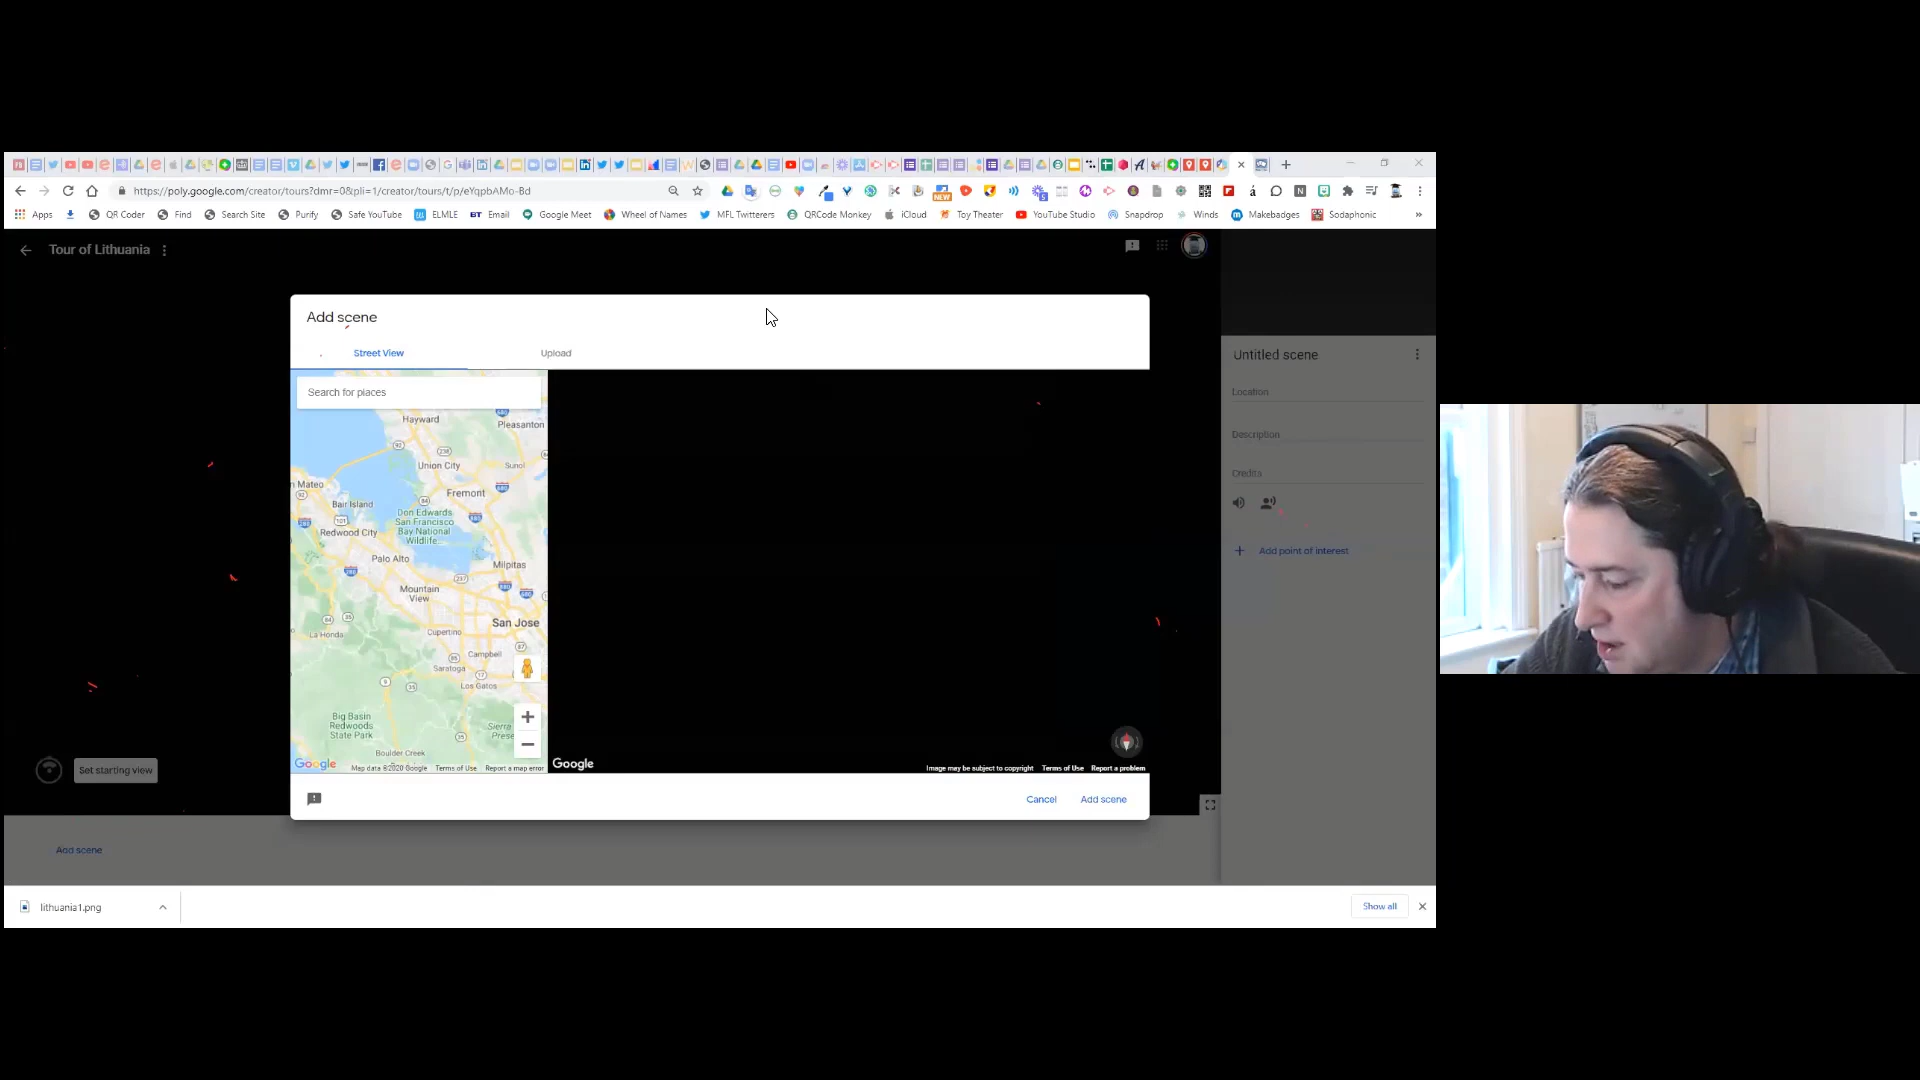 https://poly.google.com/creator/tours?dmr=0&pli=1/creator/tours/t/p/eYqpbAMo-Bd
NEW
Apps QR Coder Find Search Site Purify Safe YouTube ELMLE BT Email Google Meet Wheel of Names MFL Twitterers QRCode Monkey iCloud Toy Theater YouTube Studio Snapdrop Winds Makebadges Sodaphonic »
Tour of Lithuania
Add scene
Street View Upload
Search for places
Hayward
Pleasanton
Union City Sunol
n Mateo
Fremont
Bair Island
Don Edwards
San Francisco
Bay National
Wildlife...
Redwood City
Palo Alto
Milpitas
Mountain
View
San Jose
La Honda
Cupertino
Campbell
Saratoga
Los Gatos
Big Basin
Redwoods
State Park
Sierra
Prese
Boulder Creek
Google Map data ©2020 Google Terms of Use Report a map error
Google Image may be subject to copyright Terms of Use Report a problem
Cancel Add scene
Untitled scene
Location
Description
Credits
Add point of interest
Set starting view
Add scene
lithuania1.png
Show all